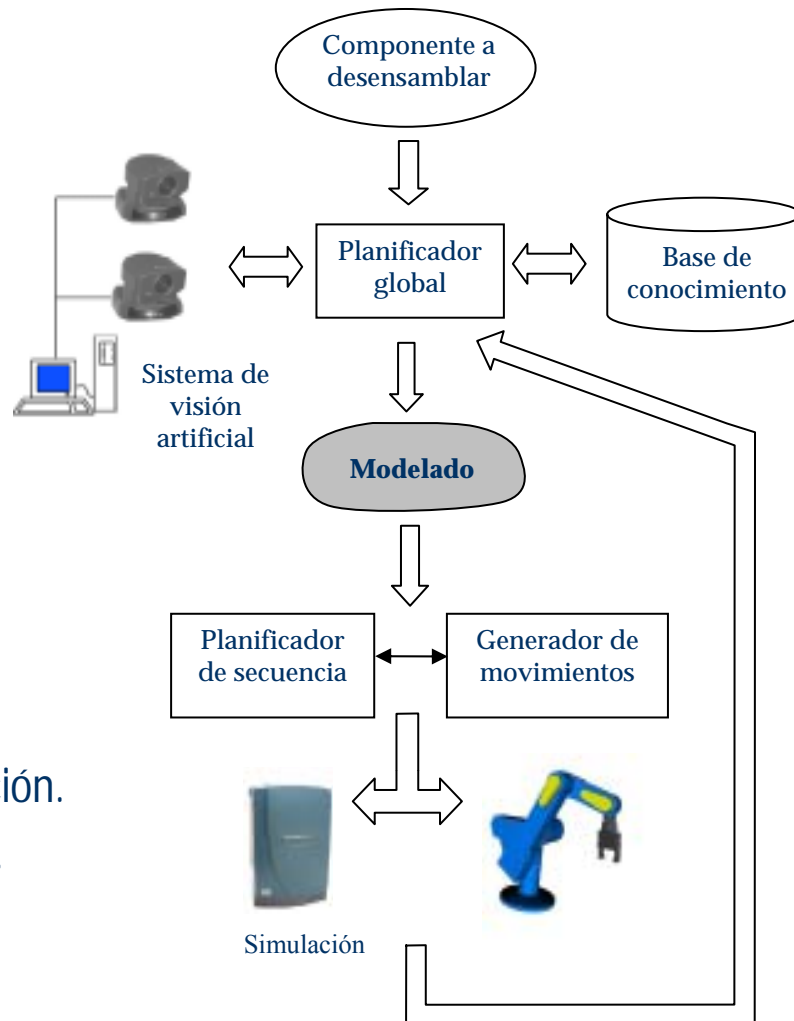 Componente a
desensamblar
Planificador
global
Base de
conocimiento
Sistema de
visión
artificial
Modelado
Planificador
de secuencia
Generador de
movimientos
ión.
Simulación